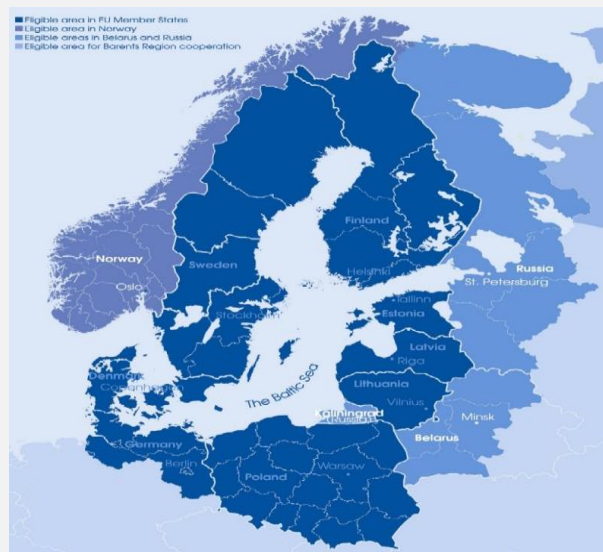 Eligible area in EU Member States
Eligible area in Norway
Eligible areas in Belarus and Russia
Eligible area for Barents Region cooperation
Finland
Norway
Sweden
Helsinki
Russia
Oslo
St. Petersburg
Tallinn
Stockholm
Estonia
Latvia
Riga
Denmark
Copenhagen
The Baltic Sea
Lithuania
Vilnius
Kaliningrad
(Russia)
Minsk
Belarus
Germany
Berlin
Warsaw
Poland